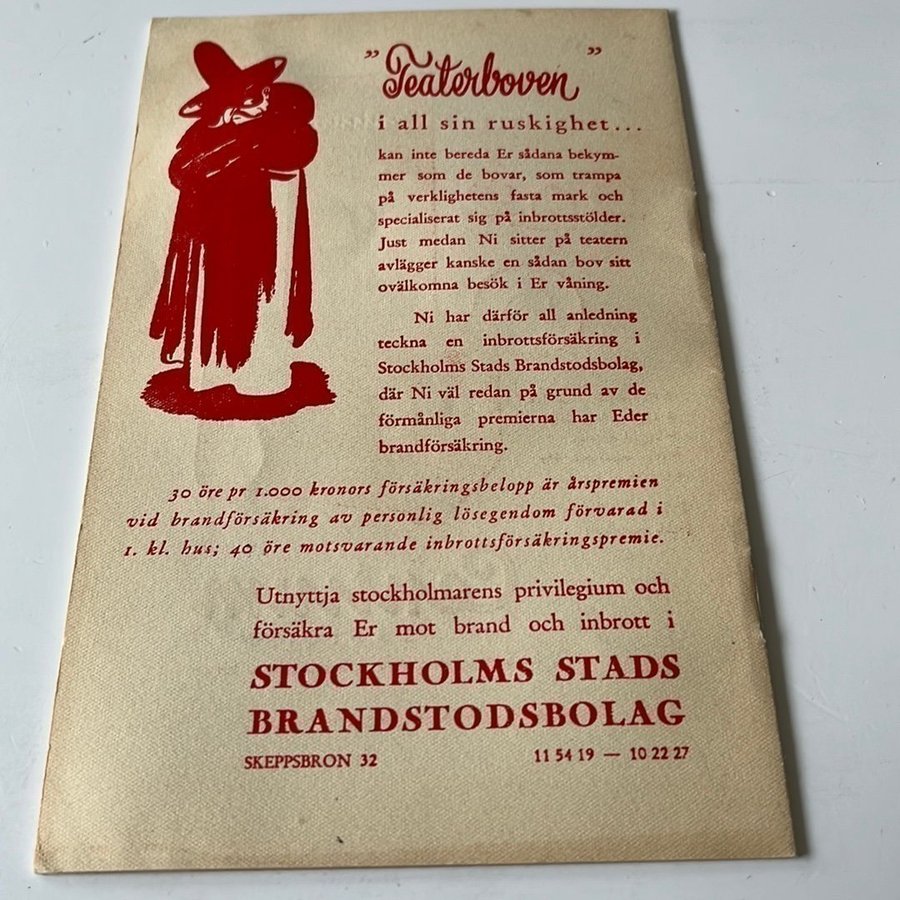 "Teaterboven"
i all sin ruskighet...
kan inte bereda Er sådana bekym-
mer som de bovar, som trampa
på verklighetens fasta mark och
specialiserat sig på inbrottsstölder.
Just medan Ni sitter på teatern
avlägger kanske en sådan bov sitt
ovälkomna besök i Er våning.
Ni har därför all anledning
teckna en inbrottsförsäkring i
Stockholms Stads Brandstodsbolag,
där Ni väl redan på grund av de
förmånliga premierna har Eder
brandförsäkring.
30 öre pr 1.000 kronors försäkringsbelopp är årspremien
vid brandförsäkring av personlig lösegendom förvarad i
1. kl. hus; 40 öre motsvarande inbrottsförsäkringspremie.
Utnyttja stockholmarens privilegium och
försäkra Er mot brand och inbrott i
STOCKHOLMS STADS
BRANDSTODSBOLAG
SKEPPSBRON 32 11 54 19 — 10 22 27